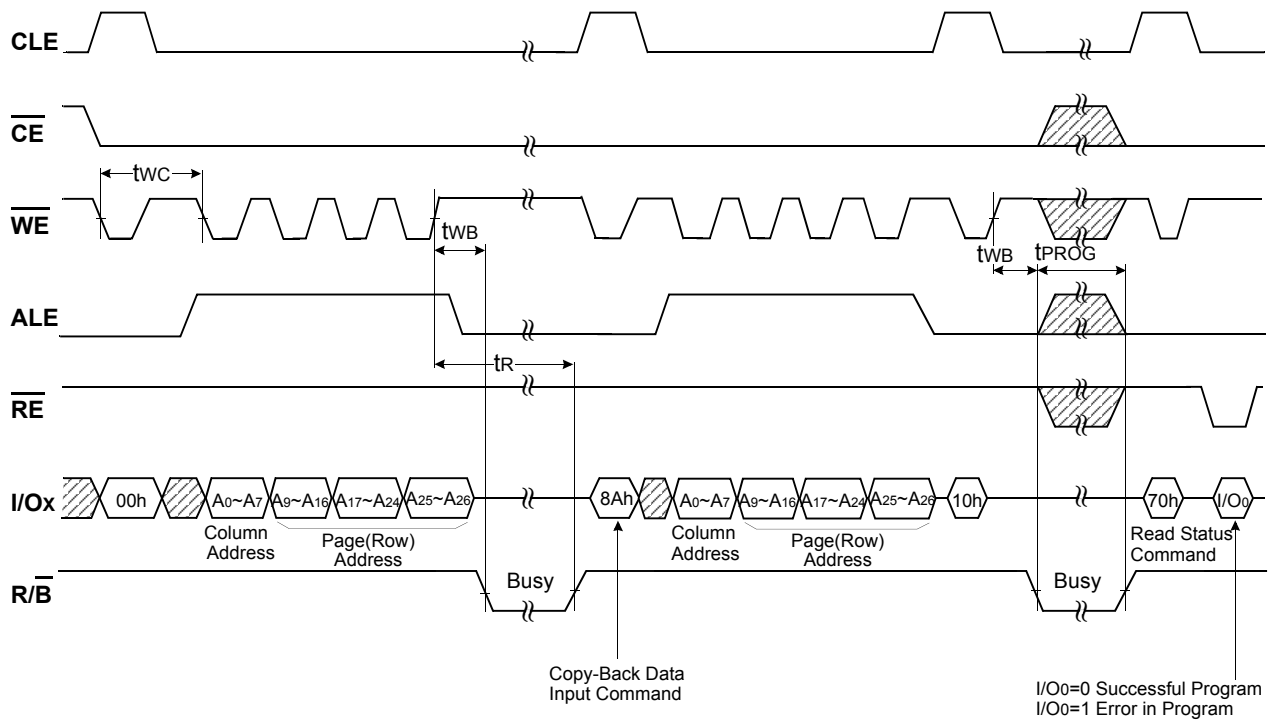 CLE
CE
tWC
WE
tWB
tWB tPROG
ALE
tR
RE
I/Ox 00h A0~A7 A9~A16 A17~A24 A25~A26 8Ah A0~A7 A9~A16 A17~A24 A25~A26 10h 70h I/O0
Column
Address
Page(Row)
Address
Column
Address
Page(Row)
Address
Read Status
Command
R/B Busy Busy
Copy-Back Data
Input Command
I/O0=0 Successful Program
I/O0=1 Error in Program